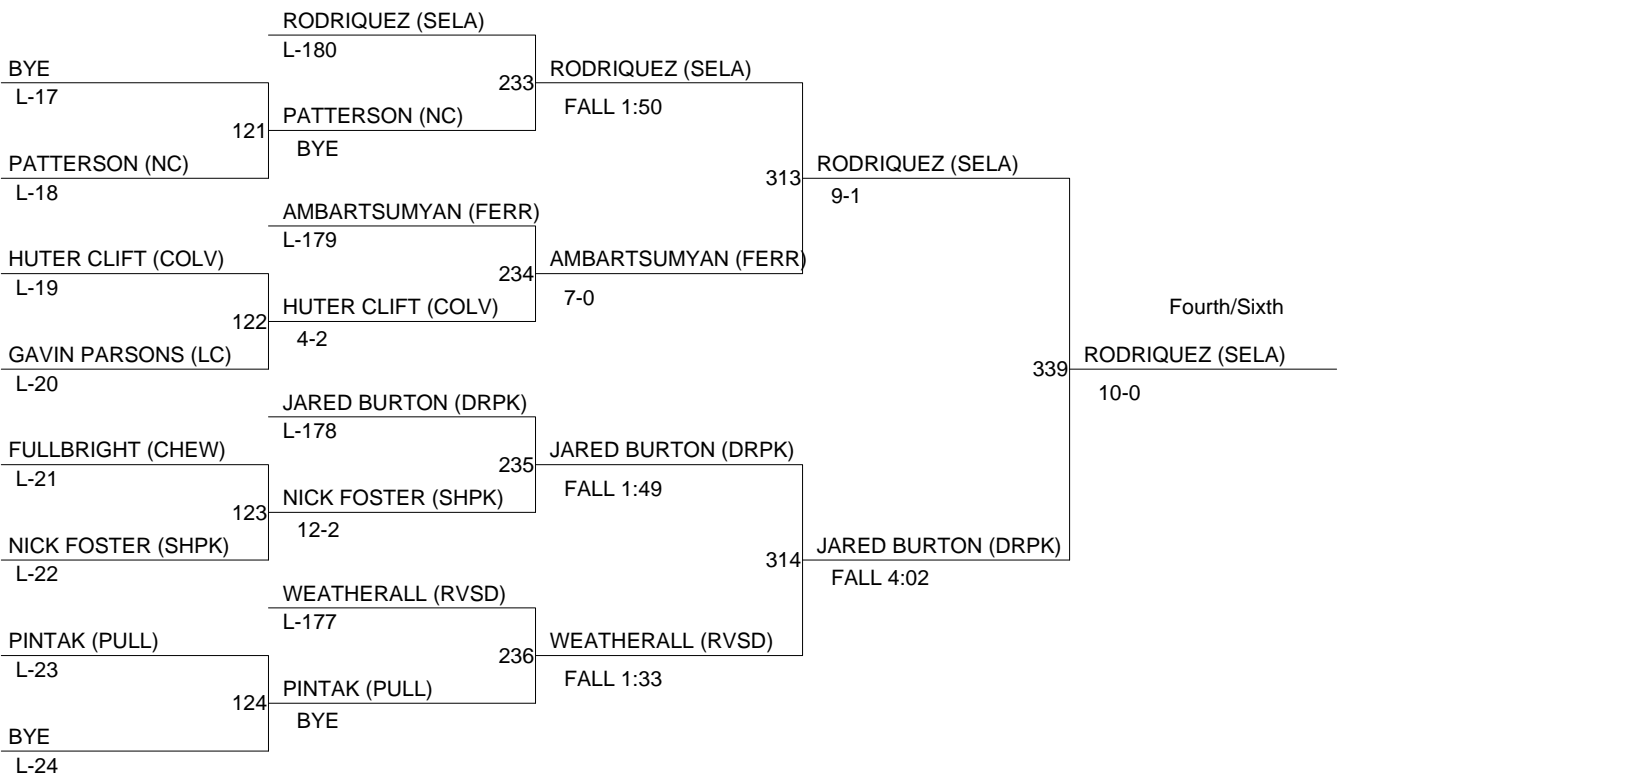 RODRIQUEZ (SELA)
L-180
BYE
L-17
233
RODRIQUEZ (SELA)
FALL 1:50
PATTERSON (NC)
121
BYE
PATTERSON (NC)
L-18
313
RODRIQUEZ (SELA)
9-1
AMBARTSUMYAN (FERR)
L-179
HUTER CLIFT (COLV)
L-19
234
AMBARTSUMYAN (FERR)
7-0
HUTER CLIFT (COLV)
122
4-2
Fourth/Sixth
GAVIN PARSONS (LC)
L-20
339
RODRIQUEZ (SELA)
10-0
JARED BURTON (DRPK)
L-178
FULLBRIGHT (CHEW)
L-21
235
JARED BURTON (DRPK)
FALL 1:49
NICK FOSTER (SHPK)
123
12-2
NICK FOSTER (SHPK)
L-22
314
JARED BURTON (DRPK)
FALL 4:02
WEATHERALL (RVSD)
L-177
PINTAK (PULL)
L-23
236
WEATHERALL (RVSD)
FALL 1:33
PINTAK (PULL)
124
BYE
BYE
L-24